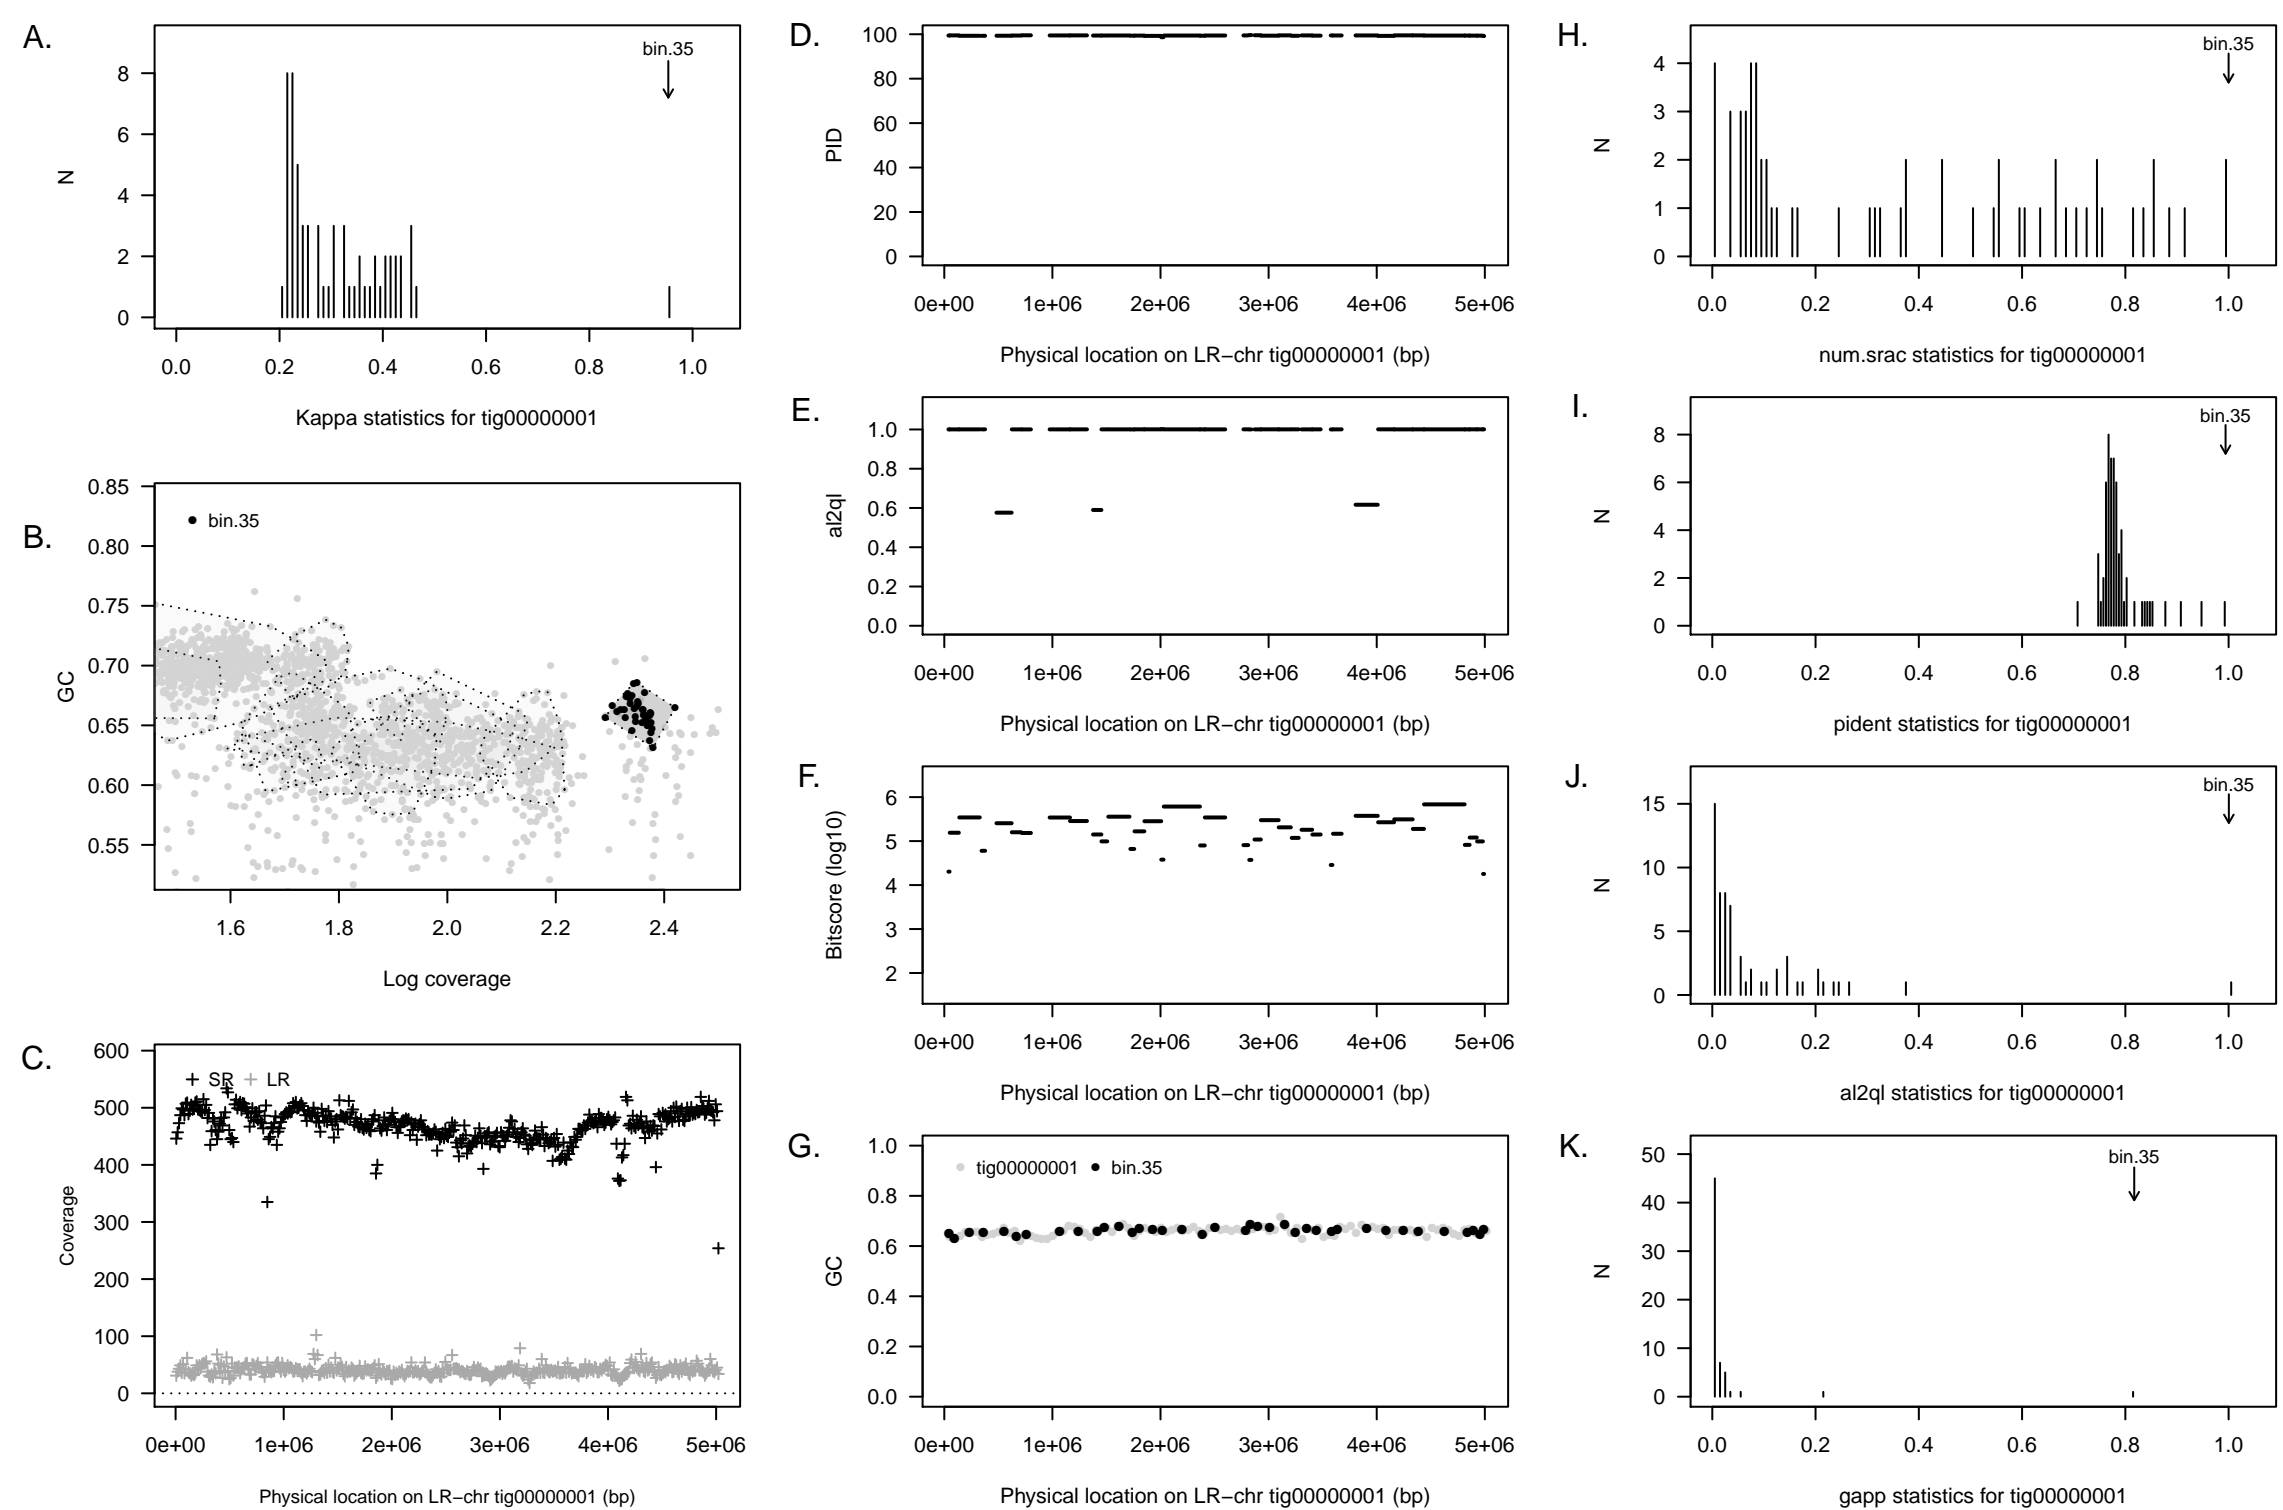 A.
bin.35
N
8
6
4
2
0
0.0 0.2 0.4 0.6 0.8 1.0
Kappa statistics for tig00000001
B.
bin.35
GC
0.85
0.80
0.75
0.70
0.65
0.60
0.55
1.6 1.8 2.0 2.2 2.4
Log coverage
C.
SR LR
Coverage
600
500
400
300
200
100
0
0e+00 1e+06 2e+06 3e+06 4e+06 5e+06
Physical location on LR−chr tig00000001 (bp)
D.
PID
100
80
60
40
20
0
0e+00 1e+06 2e+06 3e+06 4e+06 5e+06
Physical location on LR−chr tig00000001 (bp)
E.
al2ql
1.0
0.8
0.6
0.4
0.2
0.0
0e+00 1e+06 2e+06 3e+06 4e+06 5e+06
Physical location on LR−chr tig00000001 (bp)
F.
Bitscore (log10)
6
5
4
3
2
0e+00 1e+06 2e+06 3e+06 4e+06 5e+06
Physical location on LR−chr tig00000001 (bp)
G.
tig00000001 bin.35
GC
1.0
0.8
0.6
0.4
0.2
0.0
0e+00 1e+06 2e+06 3e+06 4e+06 5e+06
Physical location on LR−chr tig00000001 (bp)
H.
bin.35
N
4
3
2
1
0
0.0 0.2 0.4 0.6 0.8 1.0
num.srac statistics for tig00000001
I.
bin.35
N
8
6
4
2
0
0.0 0.2 0.4 0.6 0.8 1.0
pident statistics for tig00000001
J.
bin.35
N
15
10
5
0
0.0 0.2 0.4 0.6 0.8 1.0
al2ql statistics for tig00000001
K.
bin.35
N
50
40
30
20
10
0
0.0 0.2 0.4 0.6 0.8 1.0
gapp statistics for tig00000001